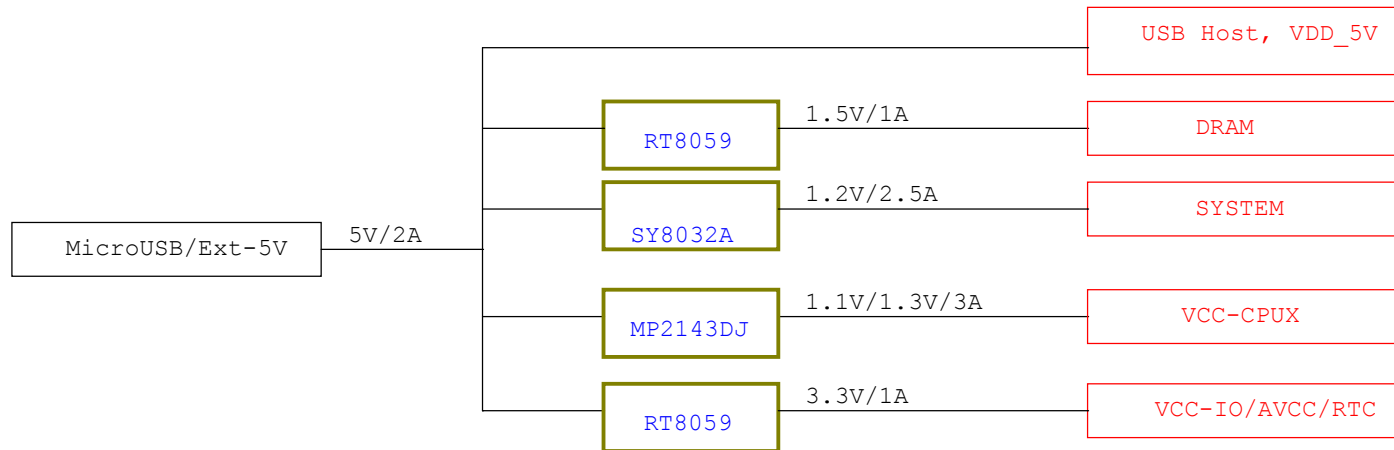 USB Host, VDD_5V
1.5V/1A
RT8059
DRAM
1.2V/2.5A
SY8032A
SYSTEM
MicroUSB/Ext-5V
5V/2A
1.1V/1.3V/3A
MP2143DJ
VCC-CPUX
3.3V/1A
RT8059
VCC-IO/AVCC/RTC